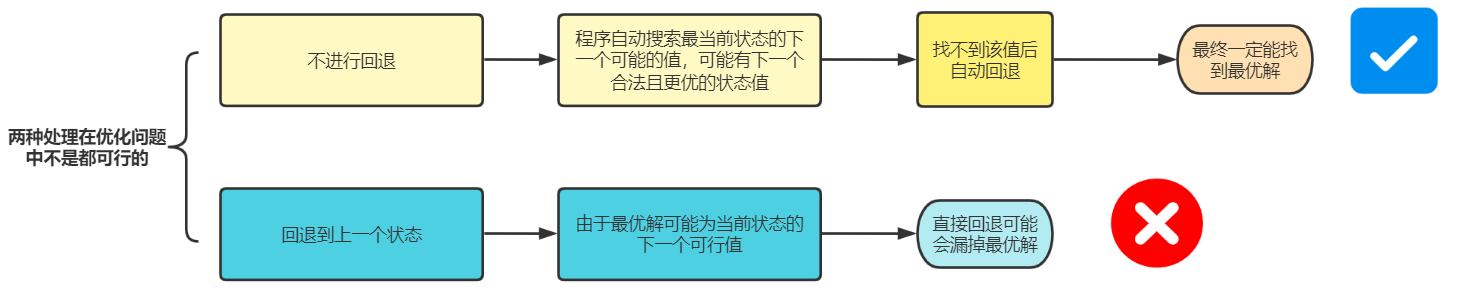 两种处理在优化问题
中不是都可行的
不进行回退
程序自动搜索最当前状态的下
一个可能的值，可能有下一个
合法且更优的状态值
找不到该值后
自动回退
最终一定能找
到最优解
回退到上一个状态
由于最优解可能为当前状态的
下一个可行值
直接回退可能
会漏掉最优解